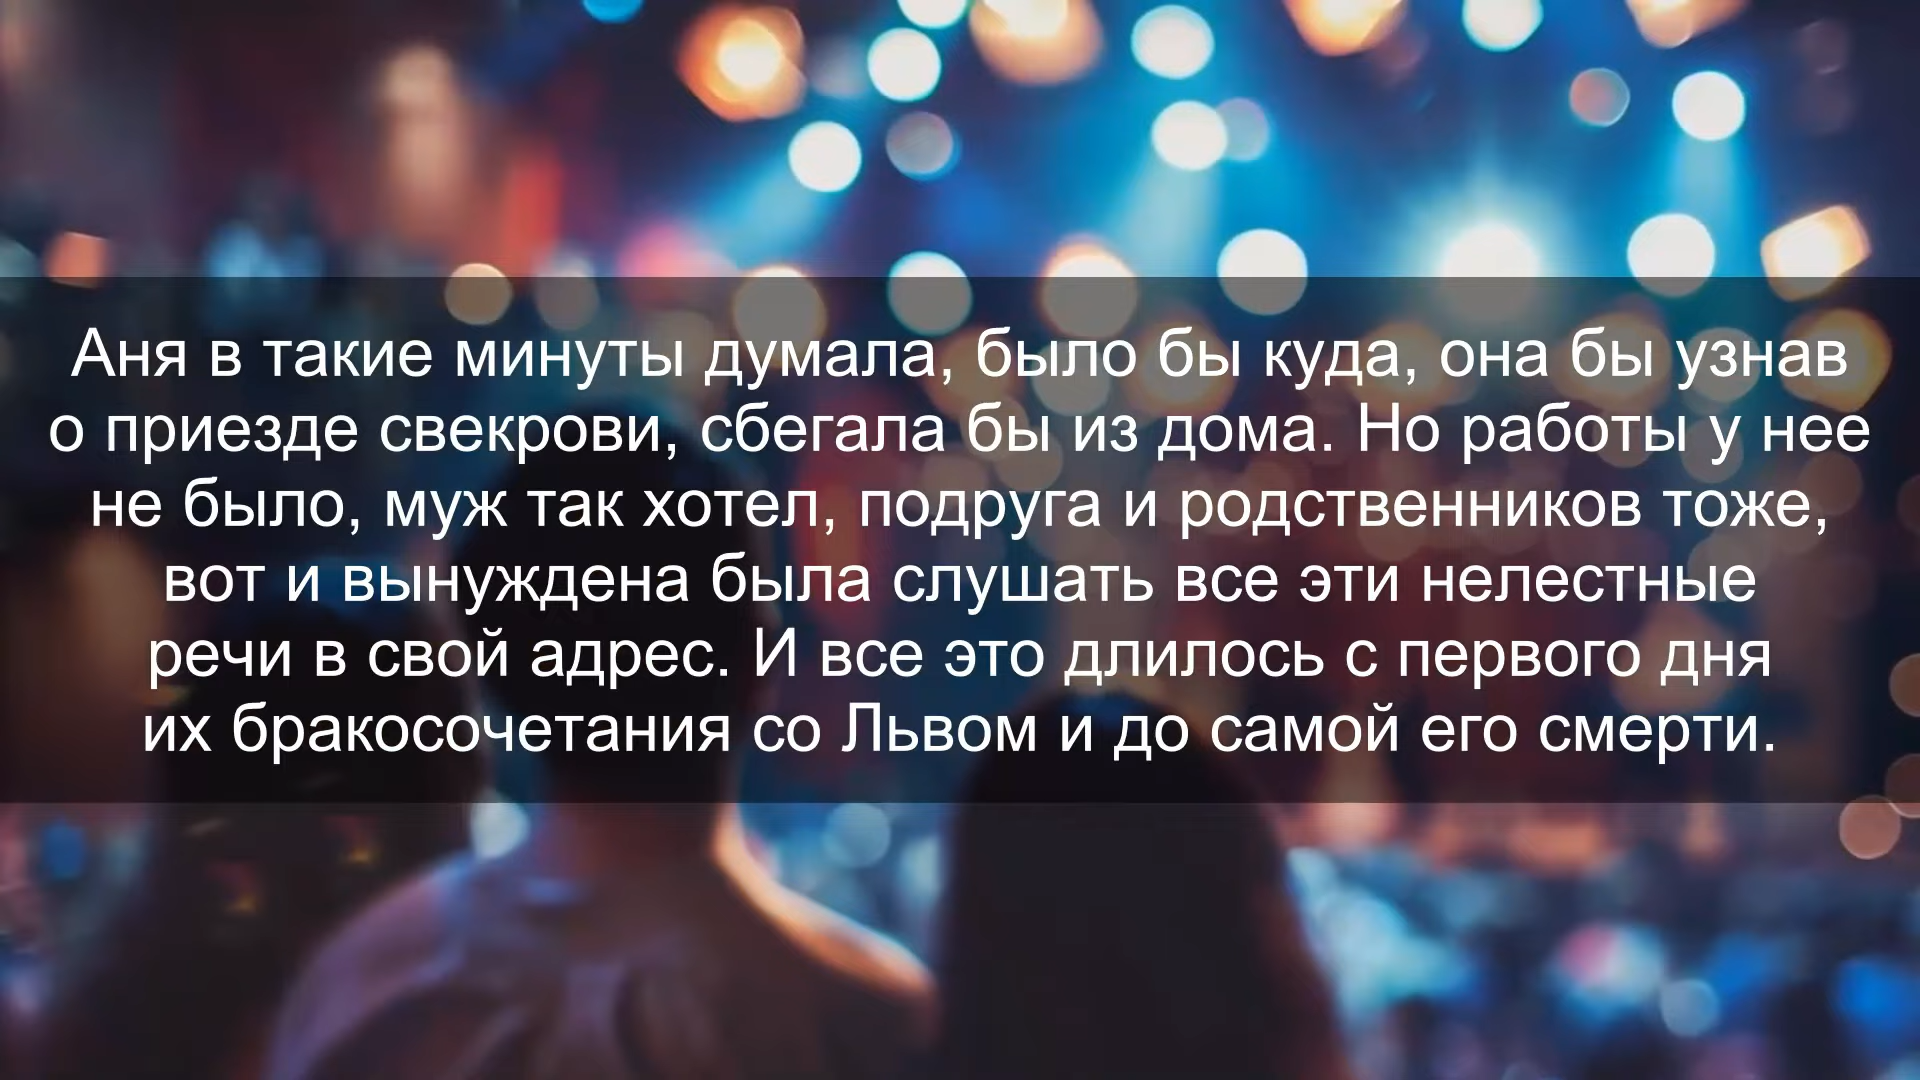 Аня в такие минуты думала, было бы куда, она бы узнав
о приезде свекрови, сбегала бы из дома. Но работы у нее
не было, муж так хотел, подруга и родственников тоже,
вот и вынуждена была слушать все эти нелестные
речи в свой адрес. И все это длилось с первого дня
их бракосочетания со Львом и до самой его смерти.